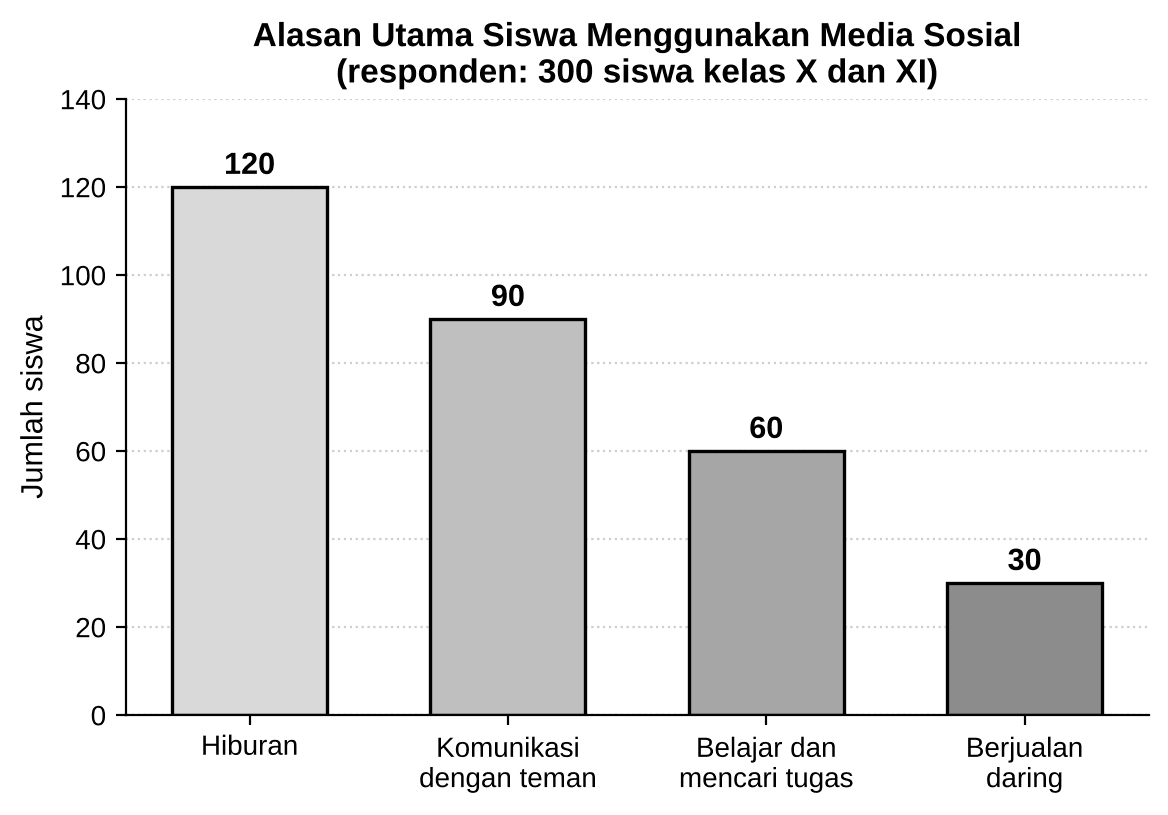 Alasan Utama Siswa Menggunakan Media Sosial
(responden: 300 siswa kelas X dan XI)
Jumlah siswa
140
120
100
80
60
40
20
0
120
90
60
30
Hiburan
Komunikasi
dengan teman
Belajar dan
mencari tugas
Berjualan
daring